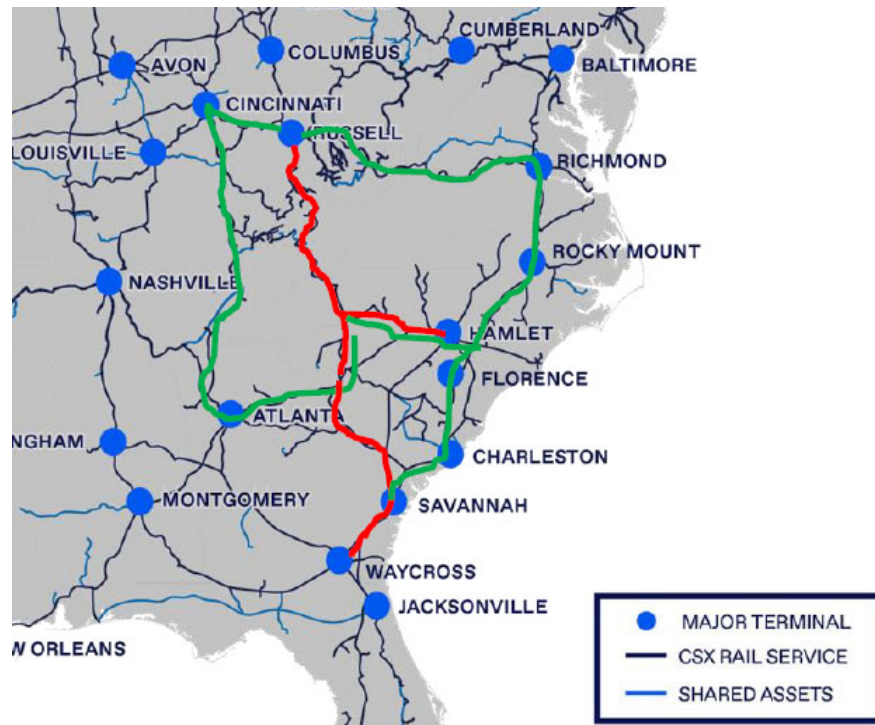 CUMBERLAND
COLUMBUS
BALTIMORE
AVON
CINCINNATI
RUSSELL
LOUISVILLE
RICHMOND
ROCKY MOUNT
NASHVILLE
HAMLET
FLORENCE
ATLANTA
NGHAM
CHARLESTON
MONTGOMERY
SAVANNAH
WAYCROSS
JACKSONVILLE
W ORLEANS
MAJOR TERMINAL
CSX RAIL SERVICE
SHARED ASSETS